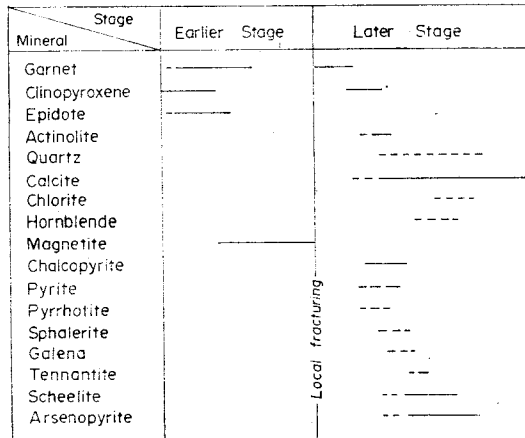 Stage
Mineral
Earlier Stage
Later Stage
Garnet
Clinopyroxene
Epidote
Actinolite
Quartz
Calcite
Chlorite
Hornblende
Magnetite
Chalcopyrite
Pyrite
Pyrrhotite
Sphalerite
Galena
Tennantite
Scheelite
Arsenopyrite
Local fracturing